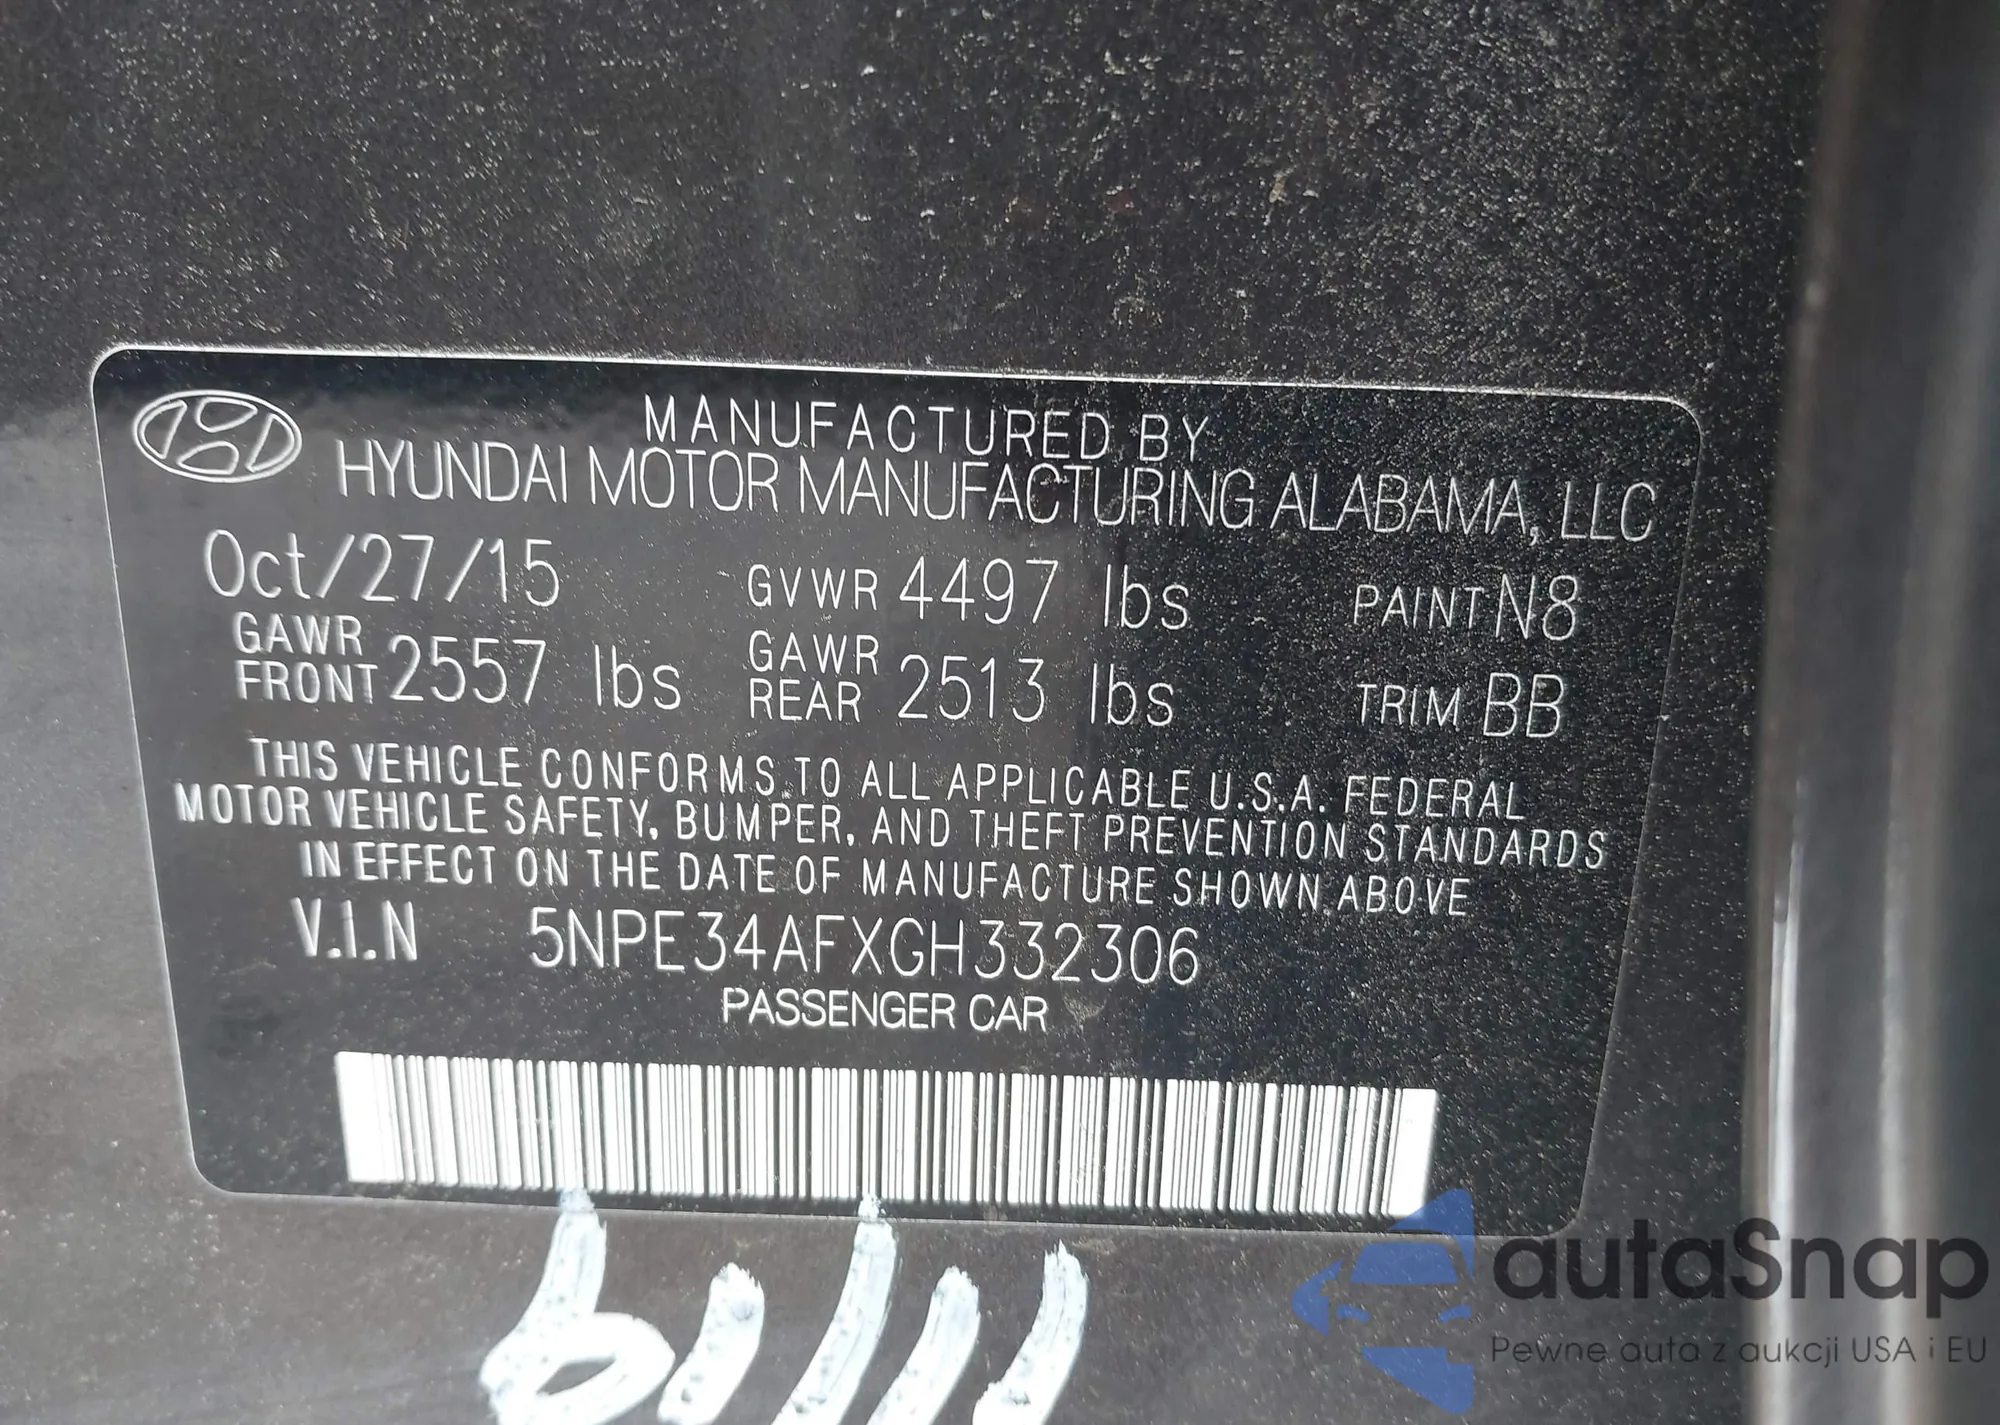 MANUFACTURED BY
HYUNDAI MOTOR MANUFACTURING ALABAMA, LLC
Oct/27/15 GVWR 4497 lbs PAINT N8
GAWR FRONT 2557 lbs GAWR REAR 2513 lbs TRIM BB
THIS VEHICLE CONFORMS TO ALL APPLICABLE U.S.A. FEDERAL
MOTOR VEHICLE SAFETY, BUMPER, AND THEFT PREVENTION STANDARDS
IN EFFECT ON THE DATE OF MANUFACTURE SHOWN ABOVE
V.I.N 5NPE34AFXGH332306
PASSENGER CAR
autaSnap
Pewne auta z aukcji USA i EU